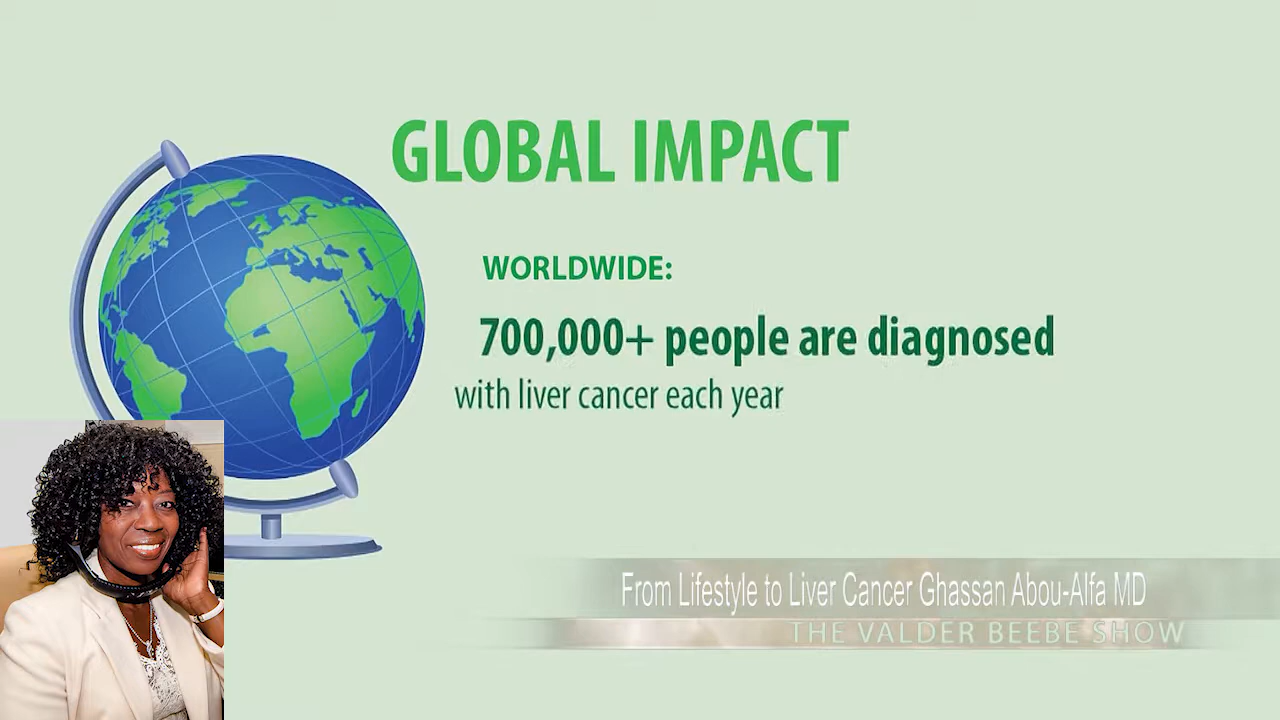 GLOBAL IMPACT
WORLDWIDE:
700,000+ people are diagnosed
with liver cancer each year
From Lifestyle to Liver Cancer Ghassan Abou-Alfa MD
THE VALDER BEEBE SHOW